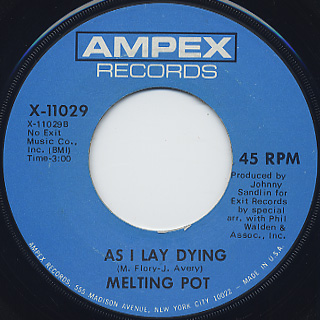 AMPEX
RECORDS
X-11029
X-11029B
No Exit
Music Co.,
Inc. (BMI)
Time-3:00
45 RPM
Produced by
Johnny
Sandlin for
Exit Records
by special
arr. with Phil
Walden &
Assoc., Inc.
AS I LAY DYING
(M. Flory-J. Avery)
MELTING POT
AMPEX RECORDS, 555 MADISON AVENUE, NEW YORK CITY 10022 - MADE IN U.S.A.